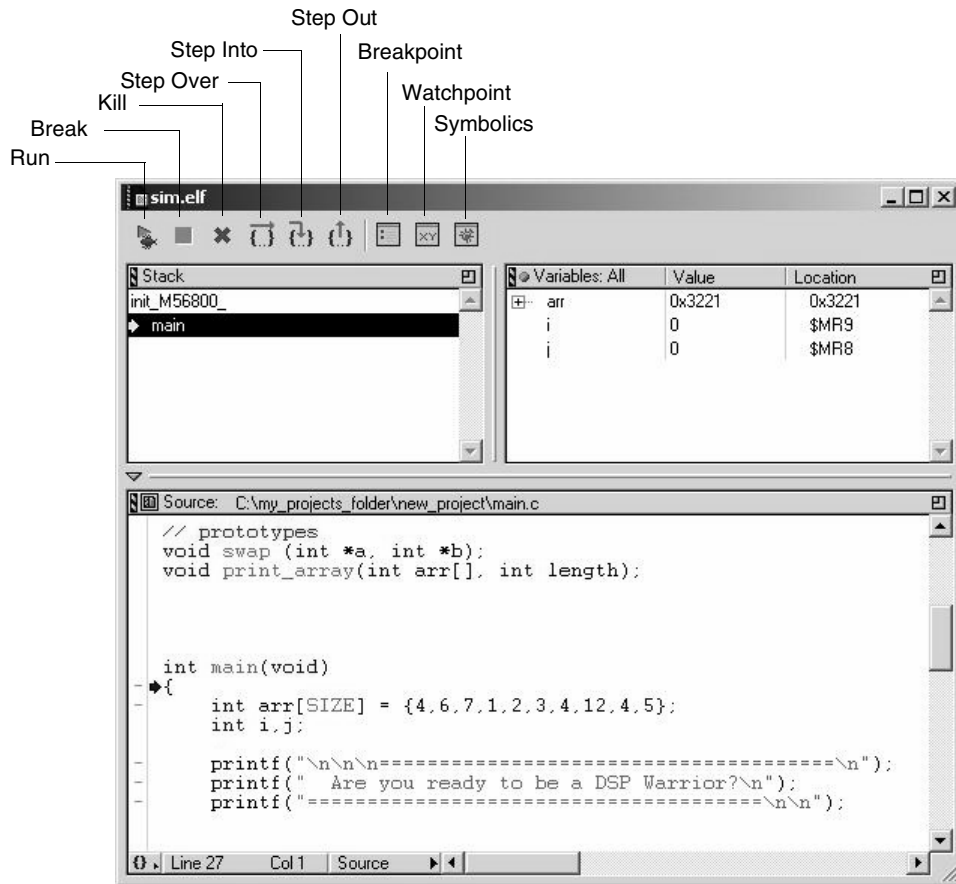 Step Out
Step Into
Breakpoint
Step Over
Watchpoint
Kill
Symbolics
Break
Run
sim.elf
Stack
init_M56800_
main
Variables: All Value Location
arr 0x3221 0x3221
i 0 $MR9
j 0 $MR8
Source: C:\my_projects_folder\new_project\main.c
// prototypes
void swap (int *a, int *b);
void print_array(int arr[], int length);
int main(void)
{
int arr[SIZE] = {4,6,7,1,2,3,4,12,4,5};
int i,j;
printf("\n\n\n======================================\n");
printf("  Are you ready to be a DSP Warrior?\n");
printf("======================================\n\n");
Line 27 Col 1 Source